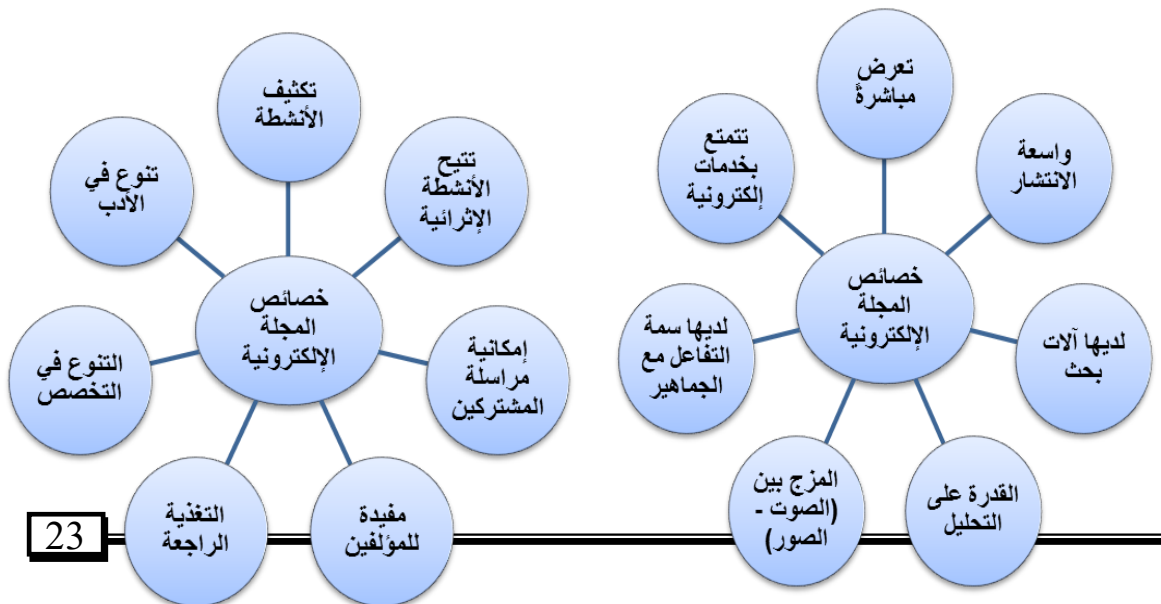 تعرض
مباشرةً
واسعة
الانتشار
لديها آلات
بحث
القدرة على
التحليل
المزج بين
(الصوت -
الصور)
لديها سمة
التفاعل مع
الجماهير
تتمتع
بخدمات
إلكترونية
خصائص
المجلة
الإلكترونية
تكثيف
الأنشطة
تتيح
الأنشطة
الإثرائية
إمكانية
مراسلة
المشتركين
مفيدة
للمؤلفين
التغذية
الراجعة
التنوع في
التخصص
تنوع في
الأدب
خصائص
المجلة
الإلكترونية
23